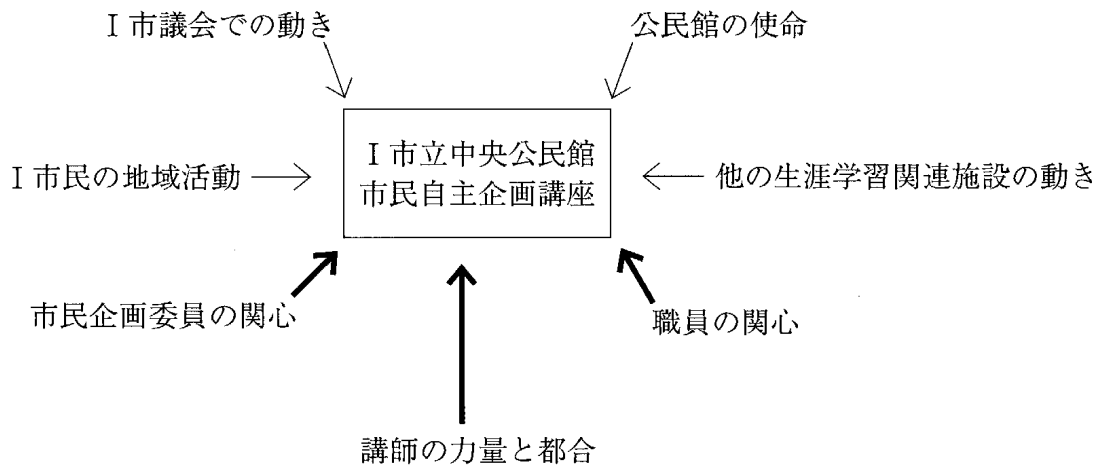 I 市議会での動き
公民館の使命
I 市立中央公民館
市民自主企画講座
I 市民の地域活動
他の生涯学習関連施設の動き
市民企画委員の関心
職員の関心
講師の力量と都合